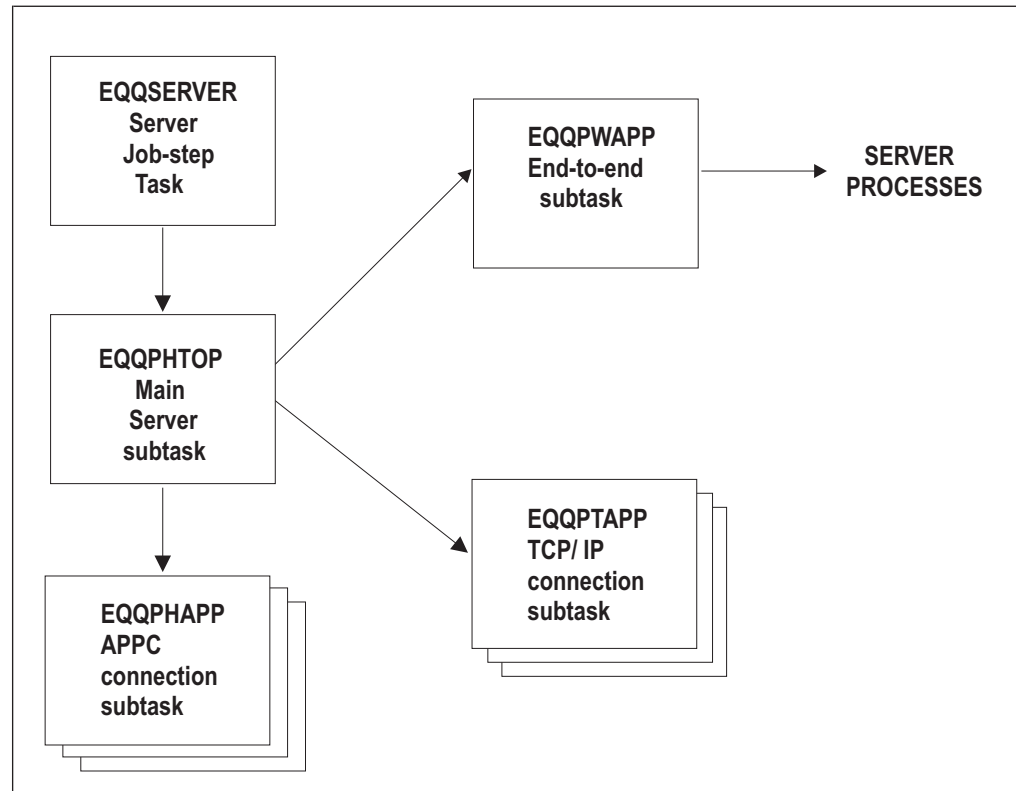 EQQSERVER
Server
Job-step
Task
EQQPWAPP
End-to-end
subtask
SERVER
PROCESSES
EQQPHTOP
Main
Server
subtask
EQQPTAPP
TCP/ IP
connection
subtask
EQQPHAPP
APPC
connection
subtask